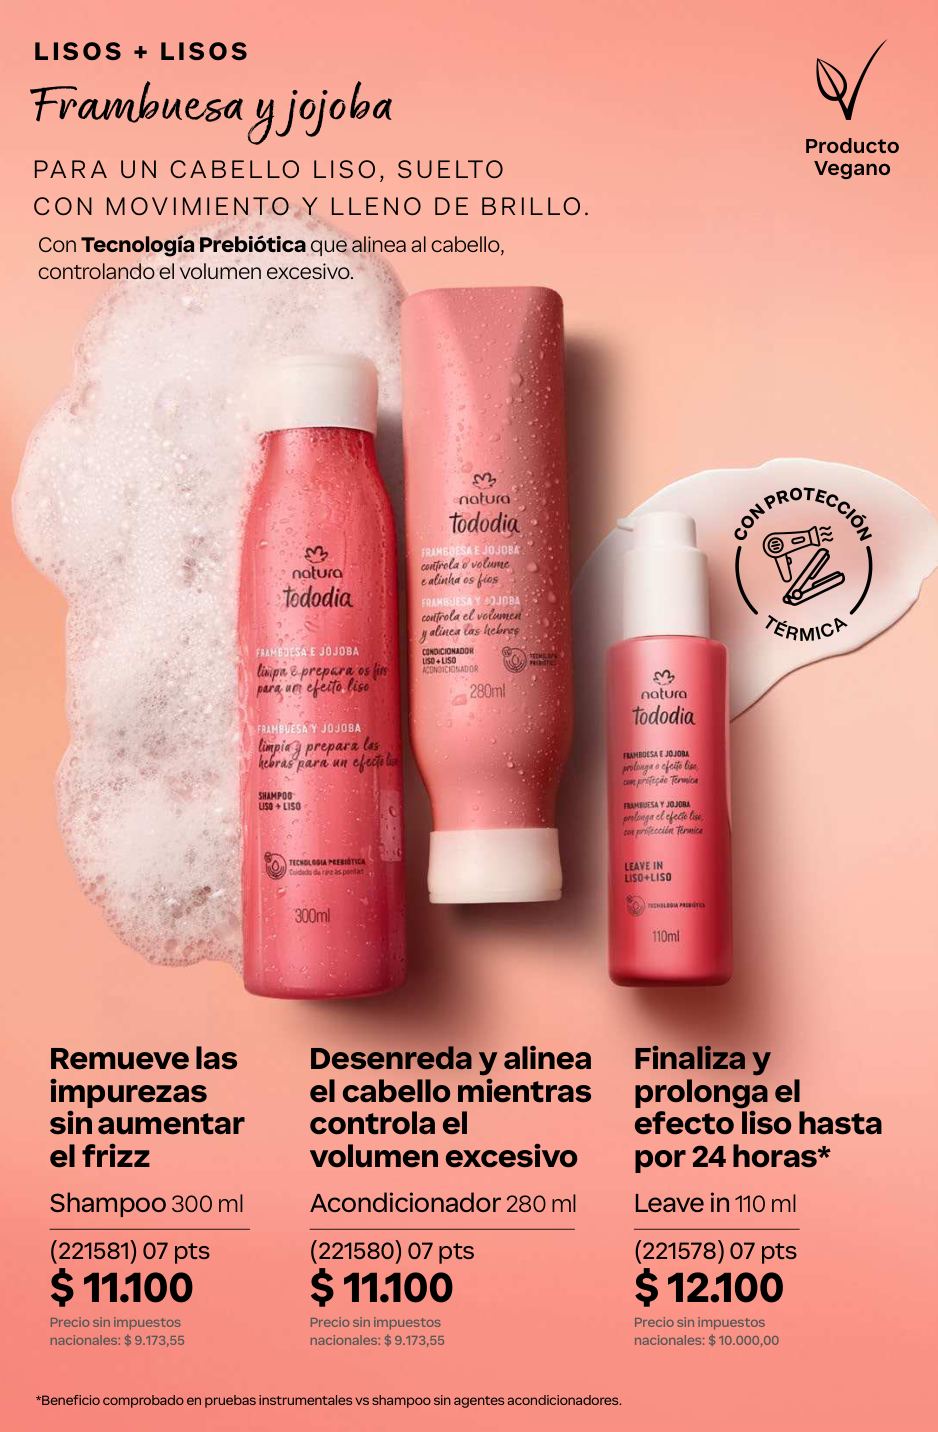 LISOS + LISOS
Frambuesa y jojoba
PARA UN CABELLO LISO, SUELTO
CON MOVIMIENTO Y LLENO DE BRILLO.
Con Tecnología Prebiótica que alinea al cabello,
controlando el volumen excesivo.
Producto
Vegano
natura
tododia
FRAMBOESA E JOJOBA
limpa e prepara os fios
para um efeito liso
FRAMBUESA Y JOJOBA
limpia y prepara las
hebras para un efecto liso
SHAMPOO
LISO + LISO
TECNOLOGIA PREBIÓTICA
Cuidado da raiz às pontas
300ml
natura
tododia
FRAMBOESA E JOJOBA
controla o volume
e alinha os fios
FRAMBUESA Y JOJOBA
controla el volumen
y alinea las hebras
CONDICIONADOR
LISO + LISO
ACONDICIONADOR
TECNOLOGIA
PREBIÓTICA
280ml
CON PROTECCIÓN
TÉRMICA
natura
tododia
FRAMBOESA E JOJOBA
prolonga o efeito liso,
com proteção térmica
FRAMBUESA Y JOJOBA
prolonga el efecto liso,
con protección térmica
LEAVE IN
LISO+LISO
TECNOLOGIA PREBIÓTICA
110ml
Remueve las
impurezas
sin aumentar
el frizz
Shampoo 300 ml
(221581) 07 pts
$ 11.100
Precio sin impuestos
nacionales: $ 9.173,55
Desenreda y alinea
el cabello mientras
controla el
volumen excesivo
Acondicionador 280 ml
(221580) 07 pts
$ 11.100
Precio sin impuestos
nacionales: $ 9.173,55
Finaliza y
prolonga el
efecto liso hasta
por 24 horas*
Leave in 110 ml
(221578) 07 pts
$ 12.100
Precio sin impuestos
nacionales: $ 10.000,00
*Beneficio comprobado en pruebas instrumentales vs shampoo sin agentes acondicionadores.